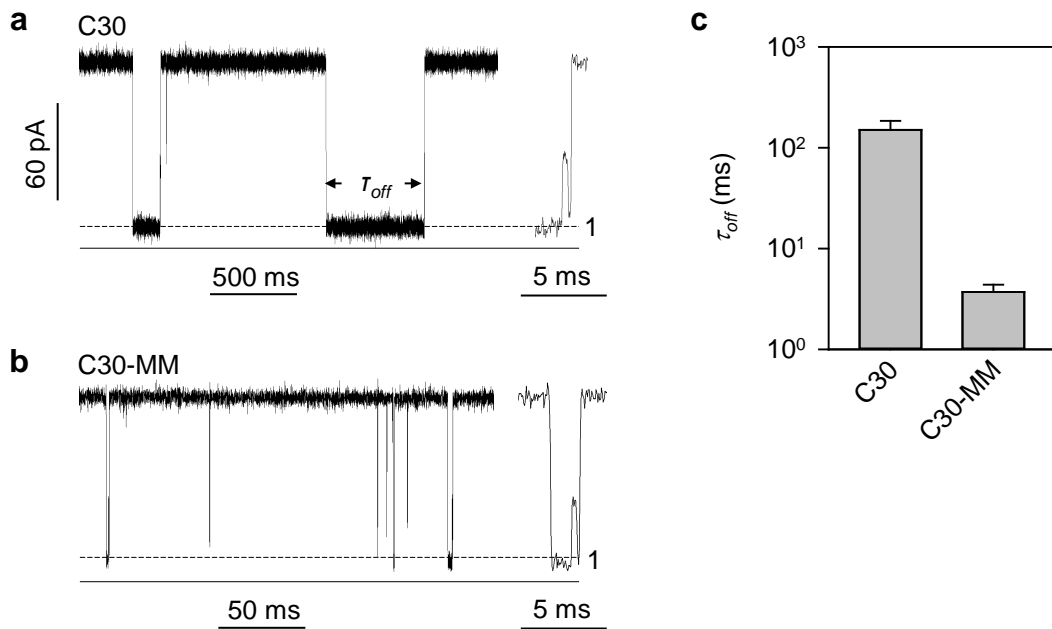 a
C30
60 pA
τoff
1
500 ms
5 ms
b
C30-MM
1
50 ms
5 ms
c
10³
10²
10¹
10⁰
τoff (ms)
C30
C30-MM